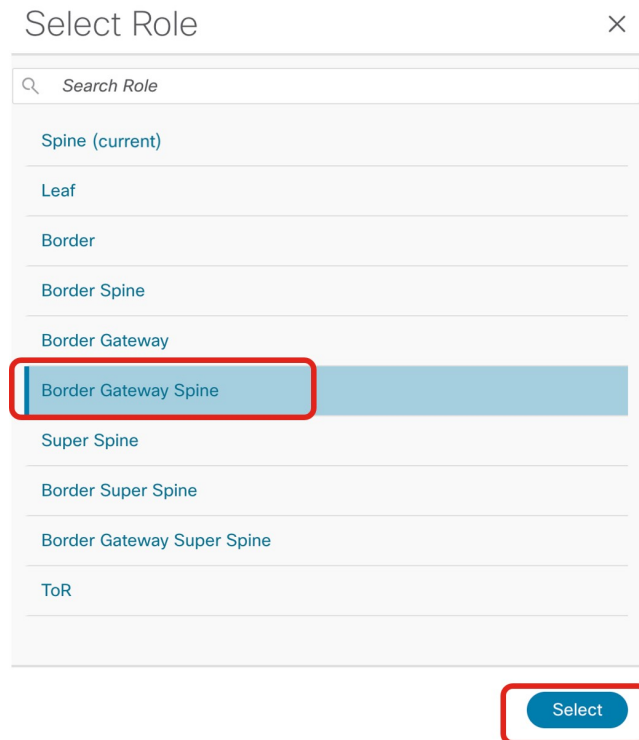 Select Role
Search Role
Spine (current)
Leaf
Border
Border Spine
Border Gateway
Border Gateway Spine
Super Spine
Border Super Spine
Border Gateway Super Spine
ToR
Select